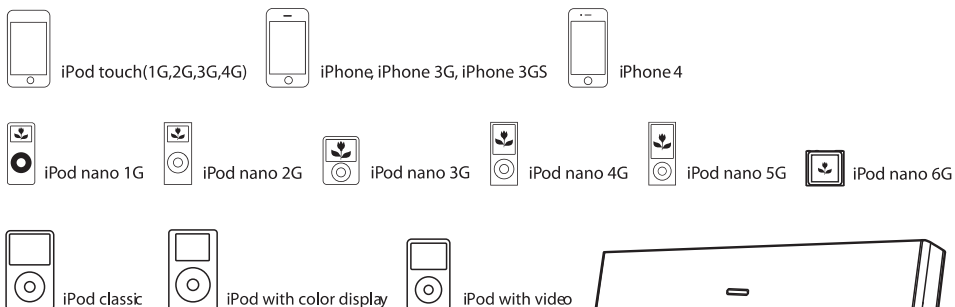 iPod touch(1G,2G,3G,4G) iPhone, iPhone 3G, iPhone 3GS iPhone 4
iPod nano 1G iPod nano 2G iPod nano 3G iPod nano 4G iPod nano 5G iPod nano 6G
iPod classic iPod with color display iPod with video